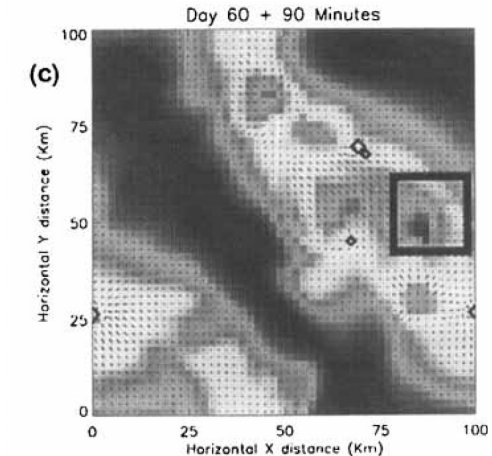 Day 60 + 90 Minutes
(c)
100
75
50
25
0
Horizontal Y distance (Km)
0 25 50 75 100
Horizontal X distance (Km)